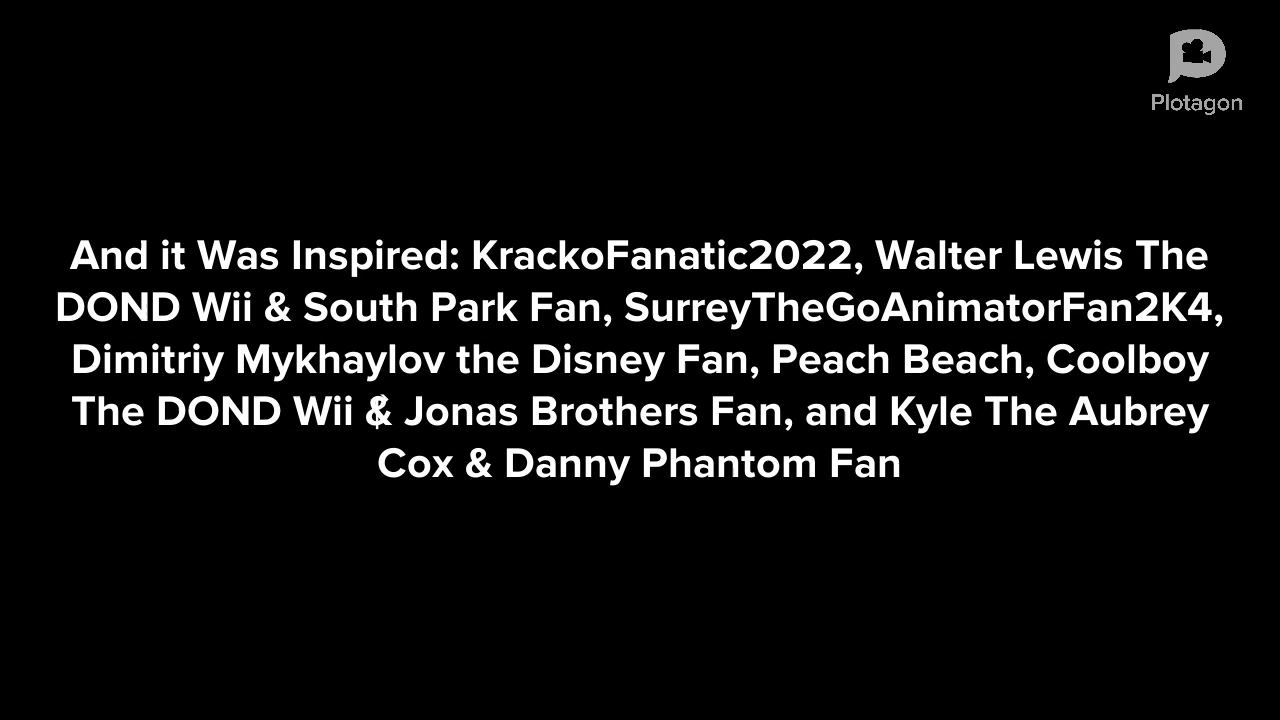 Plotagon
And it Was Inspired: KrackoFanatic2022, Walter Lewis The
DOND Wii & South Park Fan, SurreyTheGoAnimatorFan2K4,
Dimitriy Mykhaylov the Disney Fan, Peach Beach, Coolboy
The DOND Wii & Jonas Brothers Fan, and Kyle The Aubrey
Cox & Danny Phantom Fan